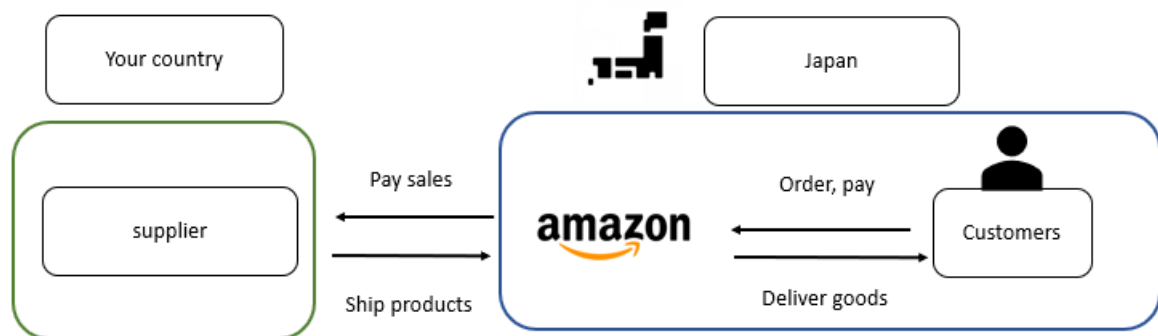 Your country
Japan
Pay sales
Order, pay
supplier
amazon
Customers
Ship products
Deliver goods